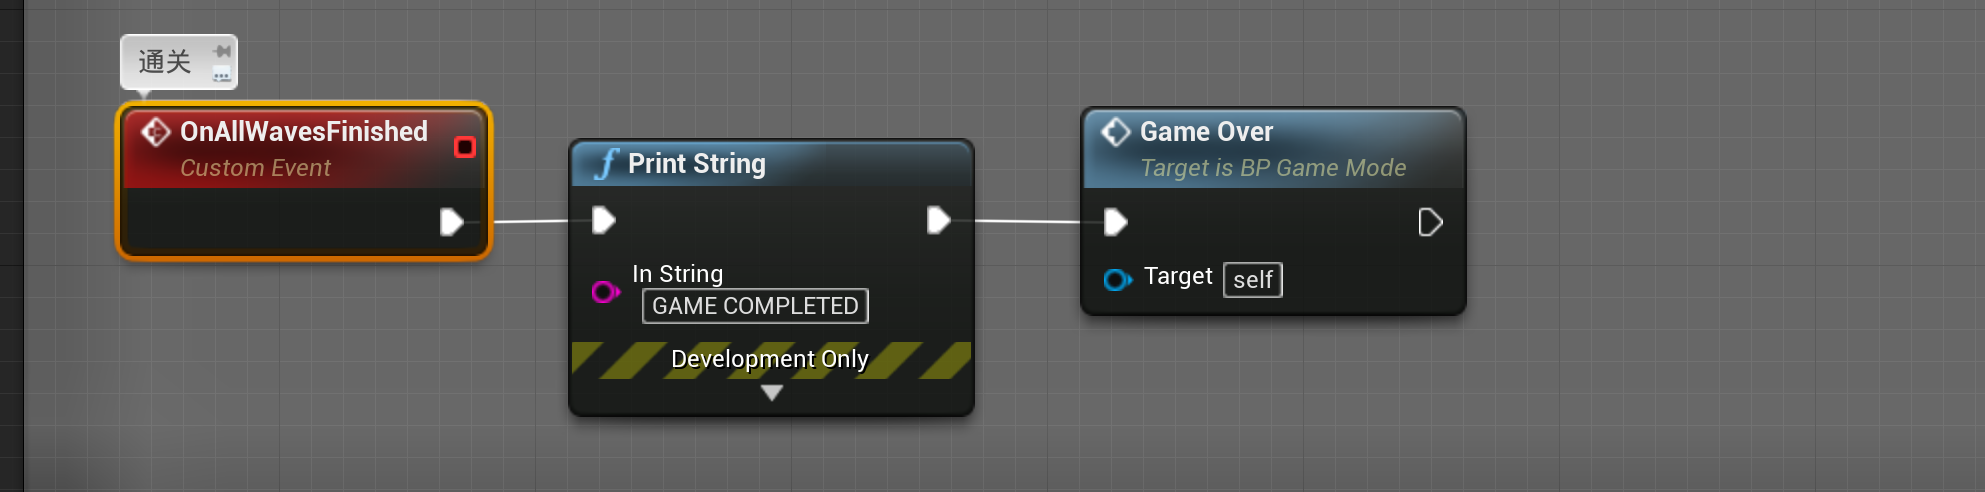 通关
OnAllWavesFinished
Custom Event
Print String
In String
GAME COMPLETED
Development Only
Game Over
Target is BP Game Mode
Target self